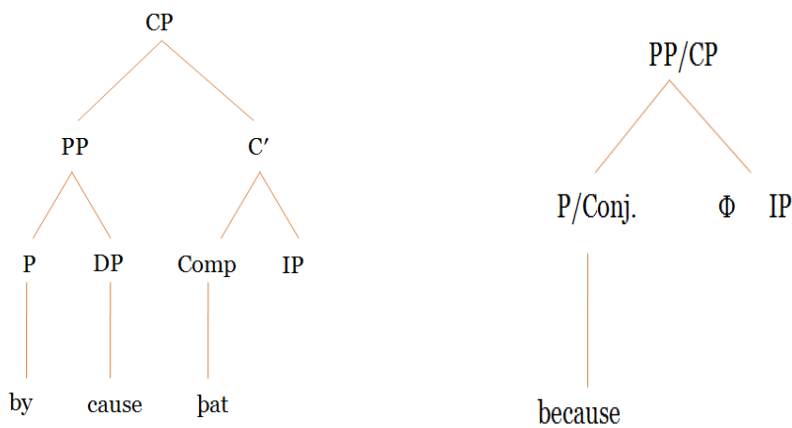 CP
PP C′
P DP Comp IP
by cause þat
PP/CP
P/Conj. Φ IP
because